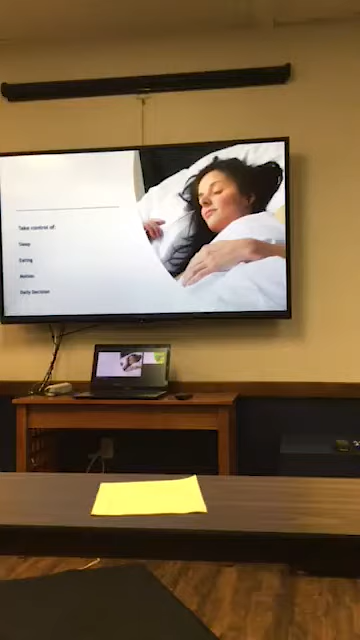 Take control of:
Sleep
Eating
Motion
Daily Decision